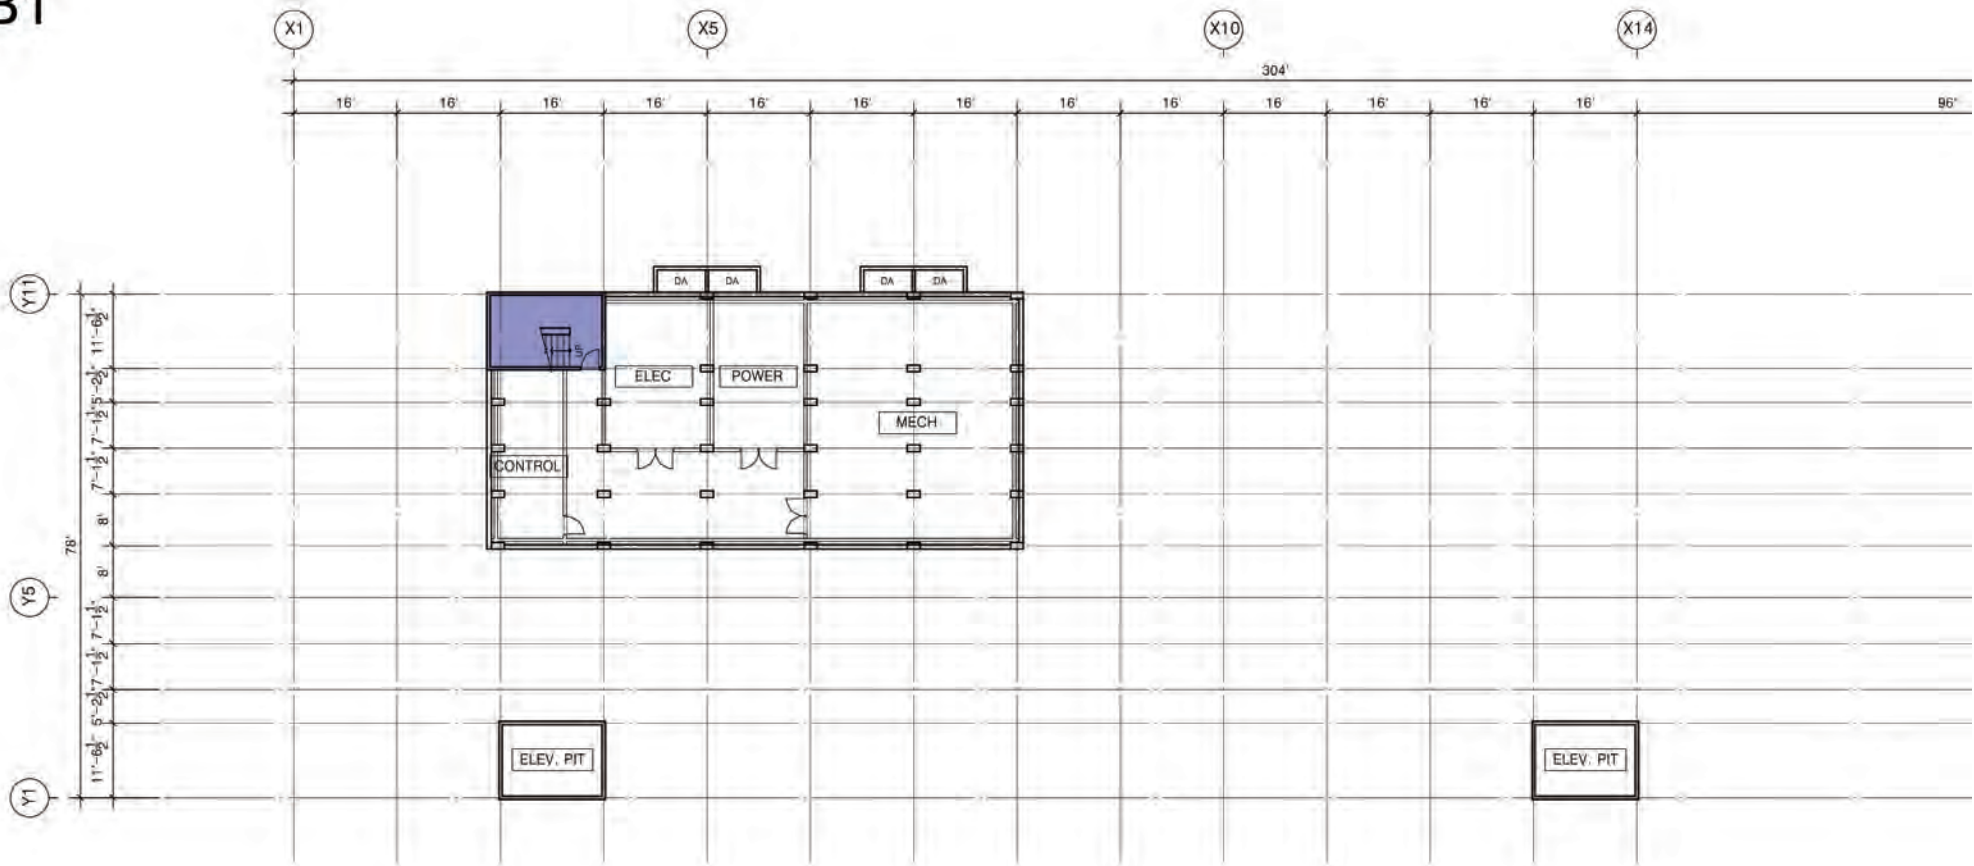 B1
X1
X5
X10
X14
304'
16' 16' 16' 16' 16' 16' 16' 16' 16' 16 16' 16' 16' 96'
Y11
Y5
Y1
78'
11'-6½"
5'-2½"
7'-1½"
7'-1½"
8'
8'
7'-1½"
7'-1½"
5'-2½"
11'-6½"
DA DA DA DA
UP
ELEC
POWER
MECH
CONTROL
ELEV. PIT
ELEV. PIT